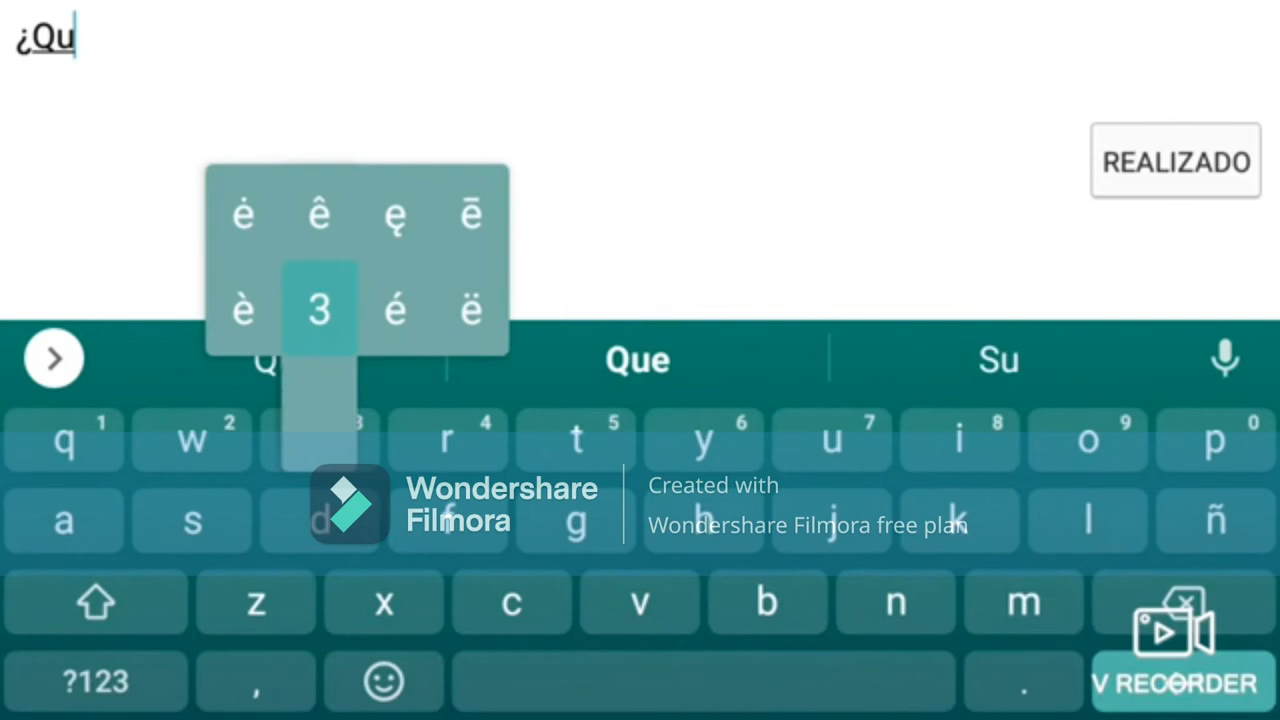 ¿Qu
REALIZADO
ė ê ę ē
è 3 é ë
Q Que Su
q 1 w 2 3 r 4 t 5 y 6 u 7 i 8 o 9 p 0
a s d f g h j k l ñ
Wondershare
Filmora
Created with
Wondershare Filmora free plan
z x c v b n m
?123 , .
V RECORDER